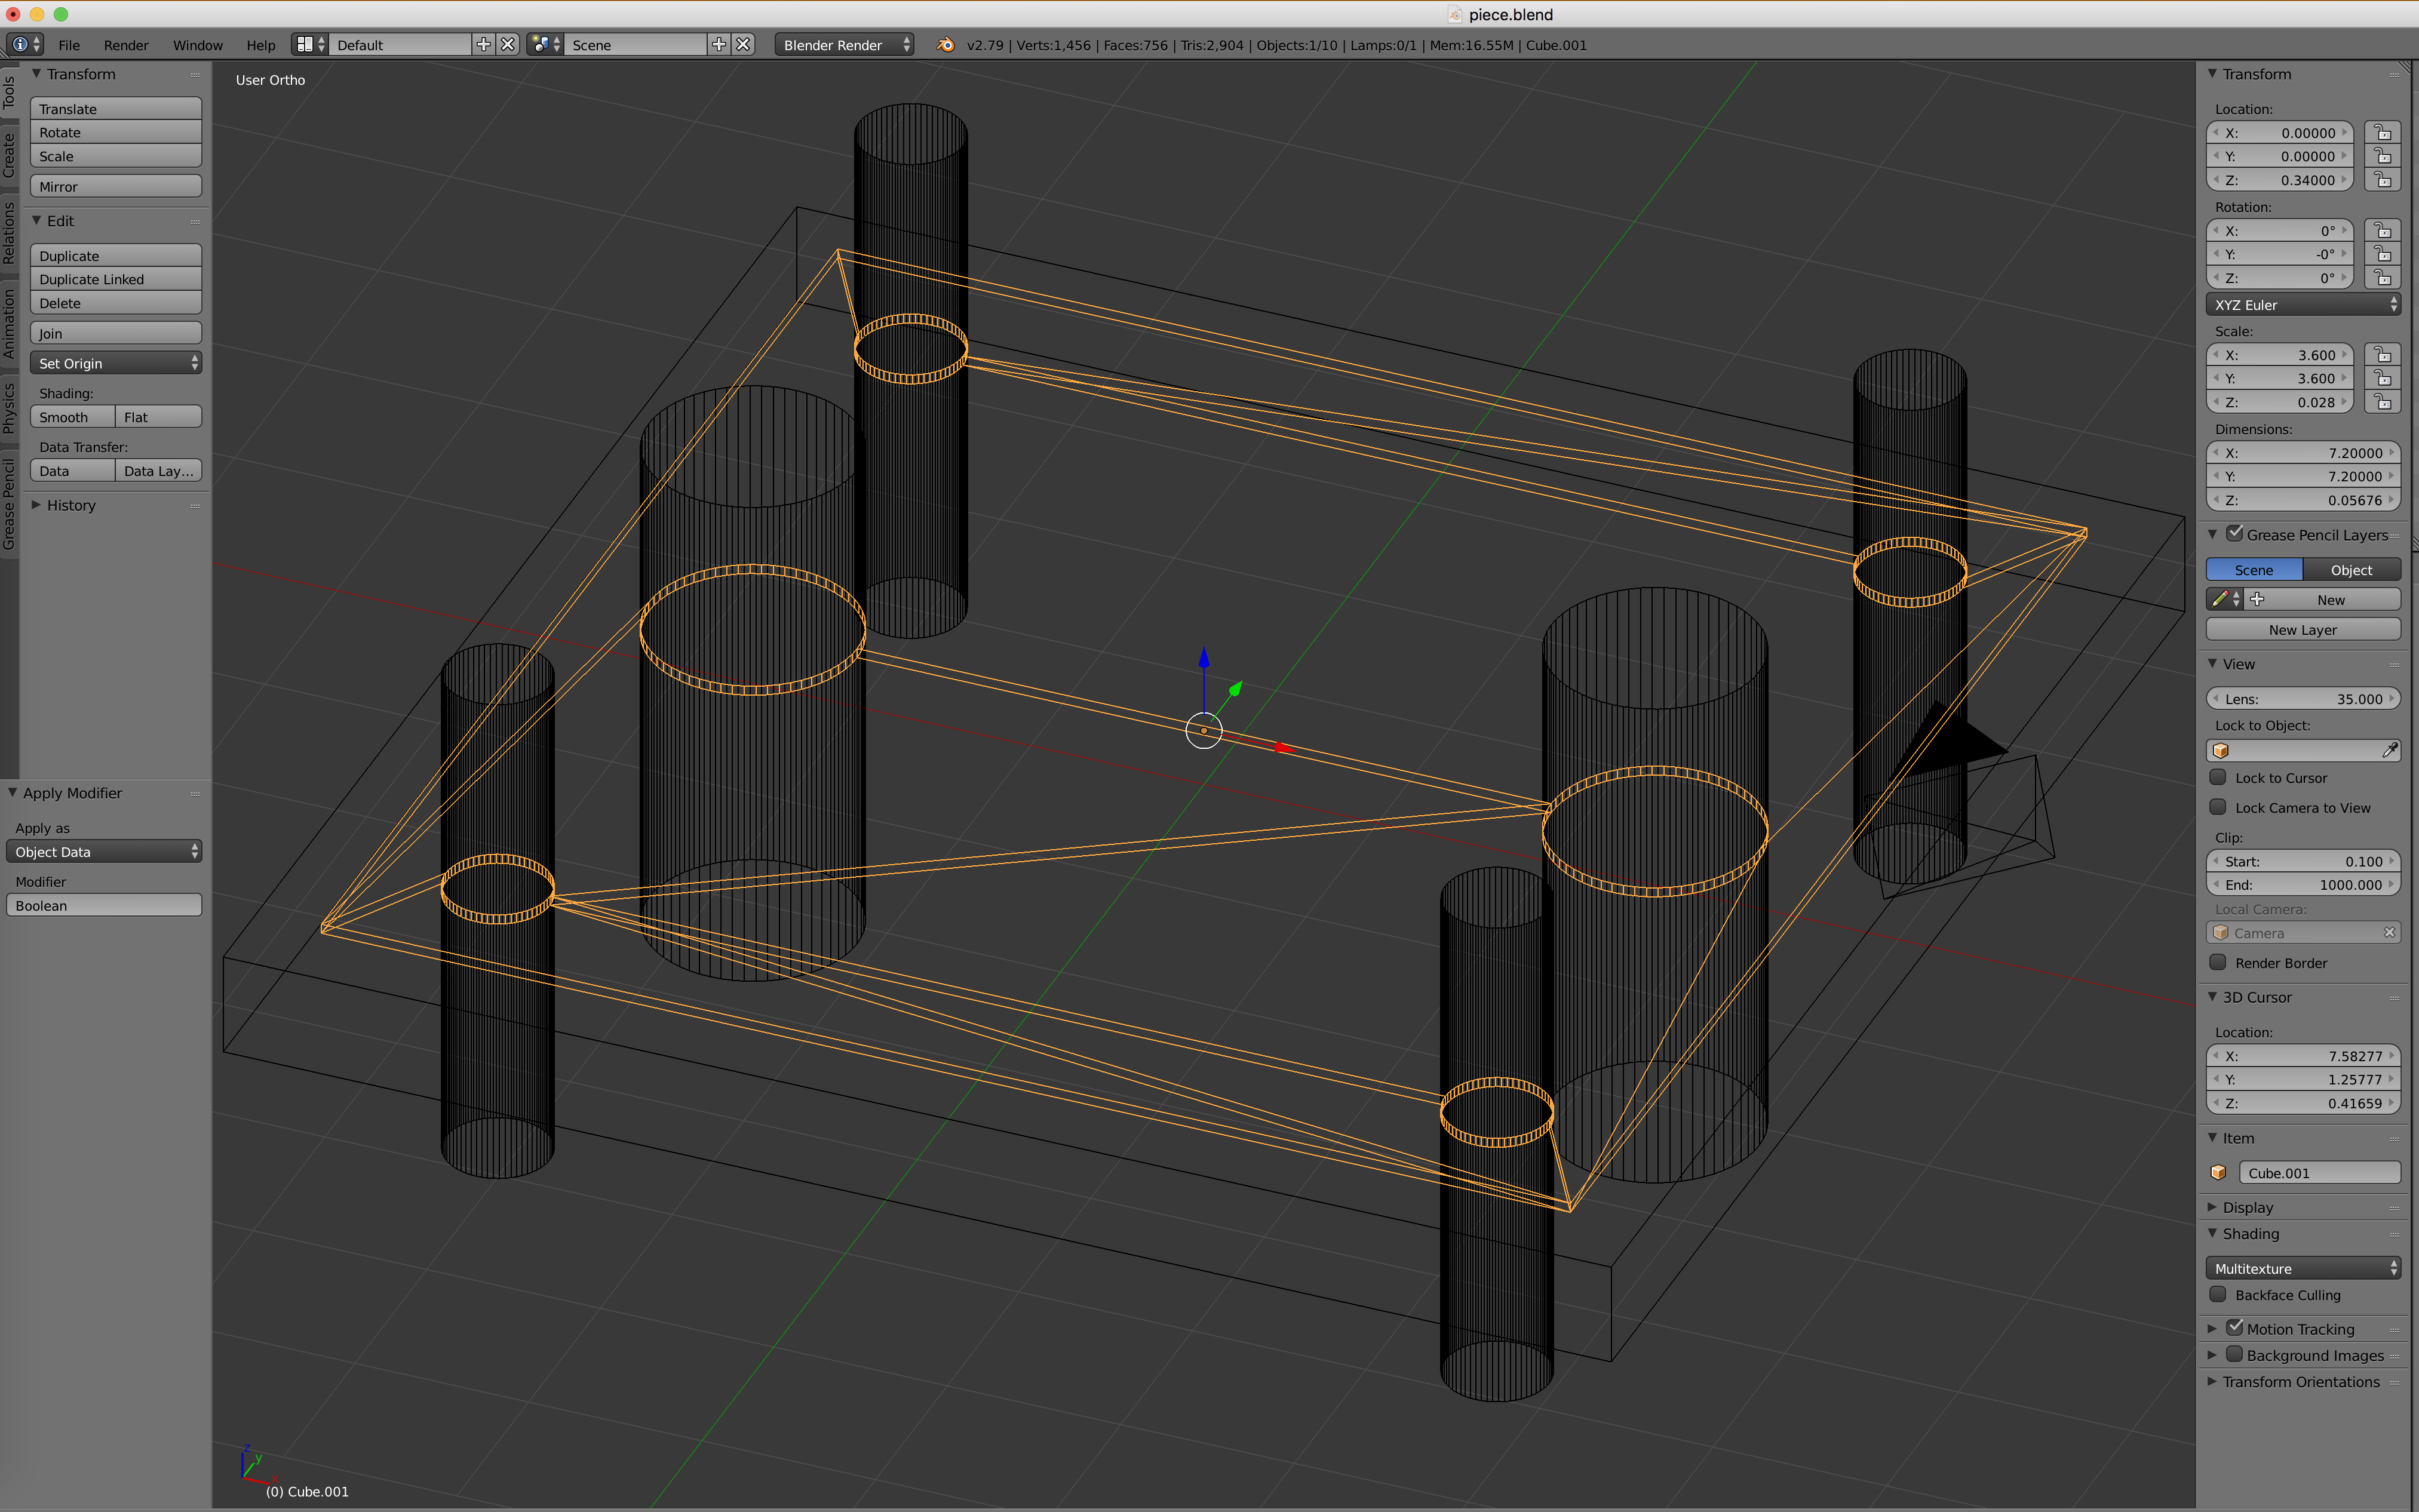 piece.blend
File Render Window Help Default Scene Blender Render v2.79 | Verts:1,456 | Faces:756 | Tris:2,904 | Objects:1/10 | Lamps:0/1 | Mem:16.55M | Cube.001
Tools
Create
Relations
Animation
Physics
Grease Pencil
Transform
Translate
Rotate
Scale
Mirror
Edit
Duplicate
Duplicate Linked
Delete
Join
Set Origin
Shading:
Smooth Flat
Data Transfer:
Data Data Lay...
History
Apply Modifier
Apply as
Object Data
Modifier
Boolean
User Ortho
z
y
x
(0) Cube.001
Transform
Location:
X: 0.00000
Y: 0.00000
Z: 0.34000
Rotation:
X: 0°
Y: -0°
Z: 0°
XYZ Euler
Scale:
X: 3.600
Y: 3.600
Z: 0.028
Dimensions:
X: 7.20000
Y: 7.20000
Z: 0.05676
Grease Pencil Layers
Scene Object
New
New Layer
View
Lens: 35.000
Lock to Object:
Lock to Cursor
Lock Camera to View
Clip:
Start: 0.100
End: 1000.000
Local Camera:
Camera
Render Border
3D Cursor
Location:
X: 7.58277
Y: 1.25777
Z: 0.41659
Item
Cube.001
Display
Shading
Multitexture
Backface Culling
Motion Tracking
Background Images
Transform Orientations